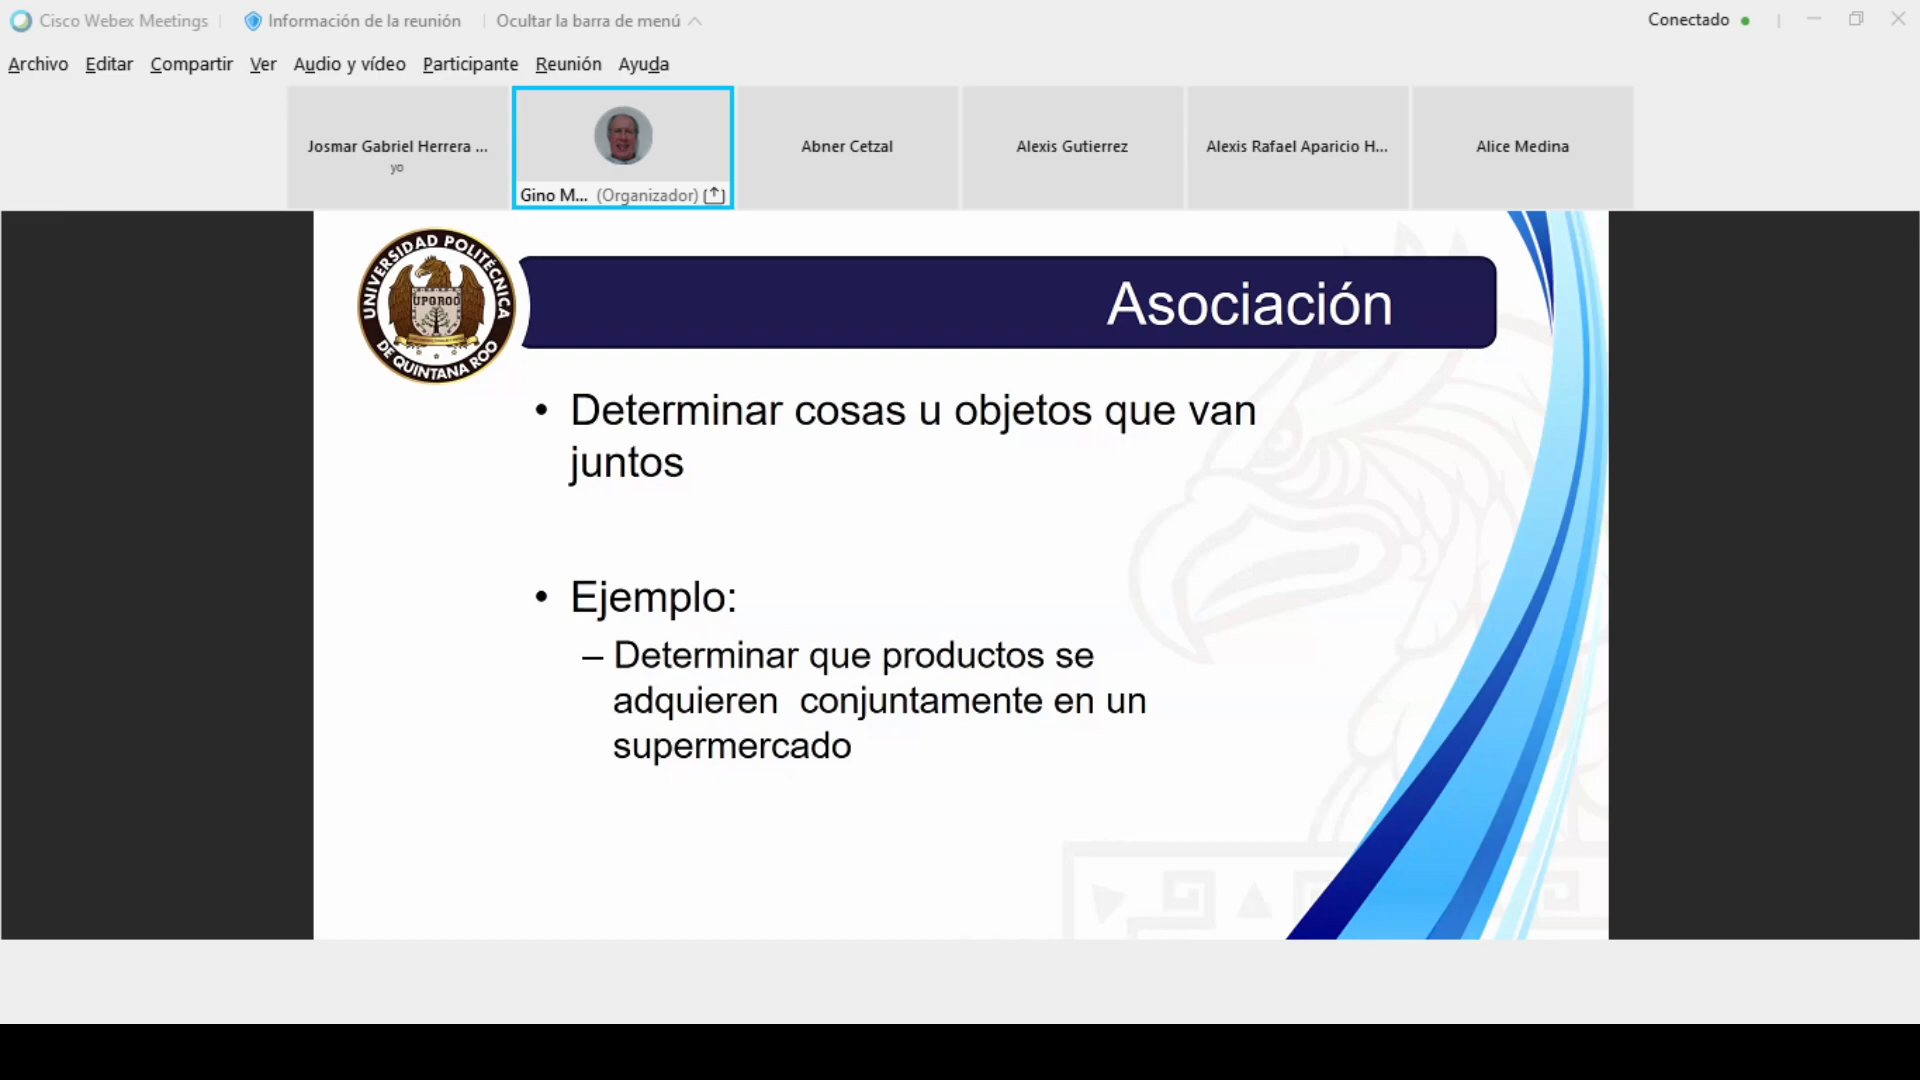 Cisco Webex Meetings
Información de la reunión
Ocultar la barra de menú
Conectado
Archivo Editar Compartir Ver Audio y vídeo Participante Reunión Ayuda
Josmar Gabriel Herrera ...
yo
Gino M... (Organizador)
Abner Cetzal
Alexis Gutierrez
Alexis Rafael Aparicio H...
Alice Medina
UNIVERSIDAD POLITÉCNICA
UPQROO
DE QUINTANA ROO
Asociación
• Determinar cosas u objetos que van
juntos
• Ejemplo:
– Determinar que productos se
adquieren  conjuntamente en un
supermercado